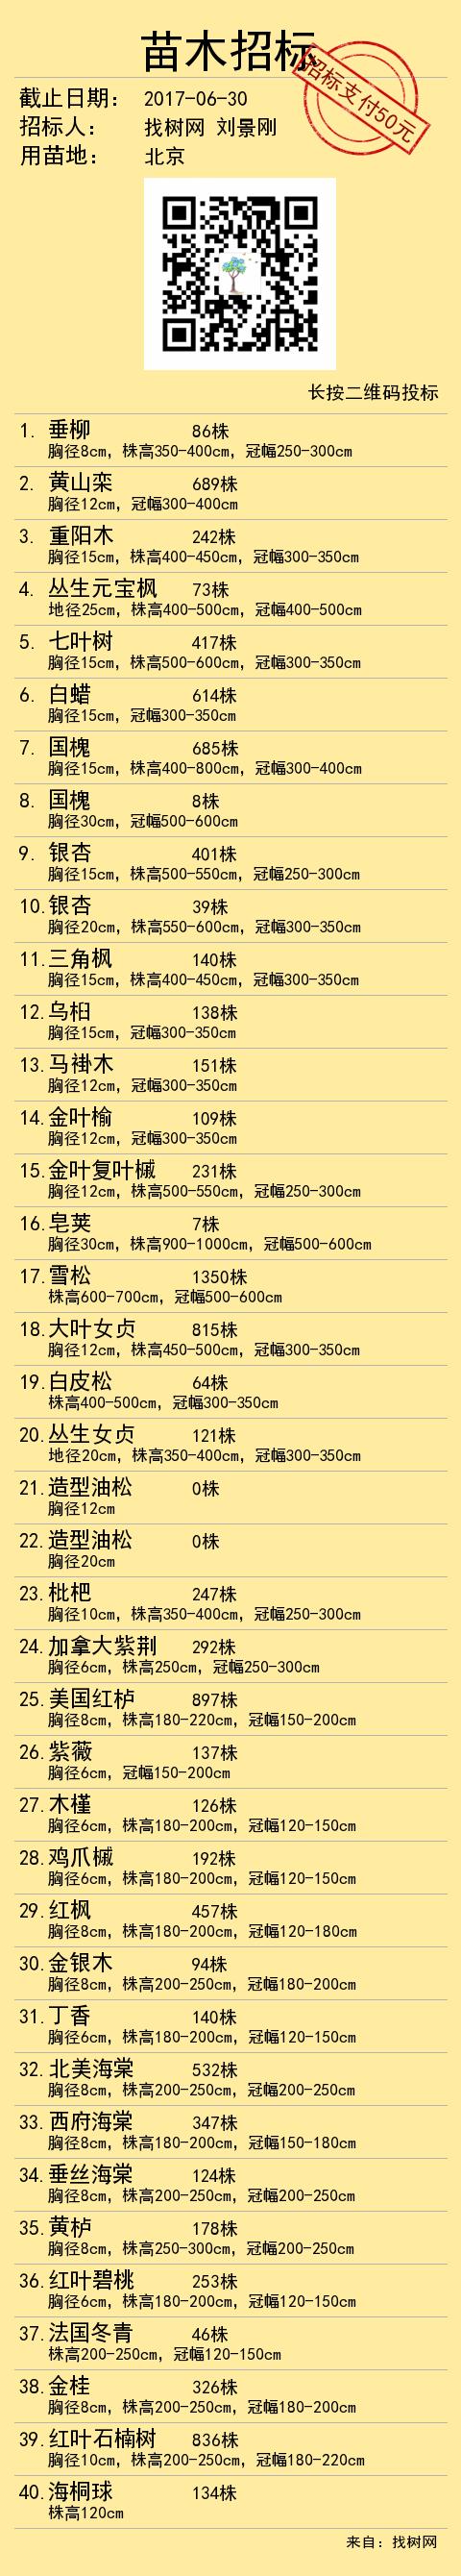 苗木招标
招标支付50元
截止日期： 2017-06-30
招标人： 找树网 刘景刚
用苗地： 北京
长按二维码投标
1. 垂柳 86株
胸径8cm, 株高350-400cm, 冠幅250-300cm
2. 黄山栾 689株
胸径12cm, 冠幅300-400cm
3. 重阳木 242株
胸径15cm, 株高400-450cm, 冠幅300-350cm
4. 丛生元宝枫 73株
地径25cm, 株高400-500cm, 冠幅400-500cm
5. 七叶树 417株
胸径15cm, 株高500-600cm, 冠幅300-350cm
6. 白蜡 614株
胸径15cm, 冠幅300-350cm
7. 国槐 685株
胸径15cm, 株高400-800cm, 冠幅300-400cm
8. 国槐 8株
胸径30cm, 冠幅500-600cm
9. 银杏 401株
胸径15cm, 株高500-550cm, 冠幅250-300cm
10. 银杏 39株
胸径20cm, 株高550-600cm, 冠幅300-350cm
11. 三角枫 140株
胸径15cm, 株高400-450cm, 冠幅300-350cm
12. 乌桕 138株
胸径15cm, 冠幅300-350cm
13. 马褂木 151株
胸径12cm, 冠幅300-350cm
14. 金叶榆 109株
胸径12cm, 冠幅300-350cm
15. 金叶复叶槭 231株
胸径12cm, 株高500-550cm, 冠幅250-300cm
16. 皂荚 7株
胸径30cm, 株高900-1000cm, 冠幅500-600cm
17. 雪松 1350株
株高600-700cm, 冠幅500-600cm
18. 大叶女贞 815株
胸径12cm, 株高450-500cm, 冠幅300-350cm
19. 白皮松 64株
株高400-500cm, 冠幅300-350cm
20. 丛生女贞 121株
地径20cm, 株高350-400cm, 冠幅300-350cm
21. 造型油松 0株
胸径12cm
22. 造型油松 0株
胸径20cm
23. 枇杷 247株
胸径10cm, 株高350-400cm, 冠幅250-300cm
24. 加拿大紫荆 292株
胸径6cm, 株高250cm, 冠幅250-300cm
25. 美国红栌 897株
胸径8cm, 株高180-220cm, 冠幅150-200cm
26. 紫薇 137株
胸径6cm, 冠幅150-200cm
27. 木槿 126株
胸径6cm, 株高180-200cm, 冠幅120-150cm
28. 鸡爪槭 192株
胸径6cm, 株高180-200cm, 冠幅120-150cm
29. 红枫 457株
胸径8cm, 株高180-200cm, 冠幅120-180cm
30. 金银木 94株
胸径8cm, 株高200-250cm, 冠幅180-200cm
31. 丁香 140株
胸径6cm, 株高180-200cm, 冠幅120-150cm
32. 北美海棠 532株
胸径8cm, 株高200-250cm, 冠幅200-250cm
33. 西府海棠 347株
胸径8cm, 株高180-200cm, 冠幅150-180cm
34. 垂丝海棠 124株
胸径8cm, 株高200-250cm, 冠幅200-250cm
35. 黄栌 178株
胸径8cm, 株高250-300cm, 冠幅200-250cm
36. 红叶碧桃 253株
胸径6cm, 株高180-200cm, 冠幅120-150cm
37. 法国冬青 46株
株高200-250cm, 冠幅120-150cm
38. 金桂 326株
胸径8cm, 株高200-250cm, 冠幅180-200cm
39. 红叶石楠树 836株
胸径10cm, 株高200-250cm, 冠幅180-220cm
40. 海桐球 134株
株高120cm
来自：找树网